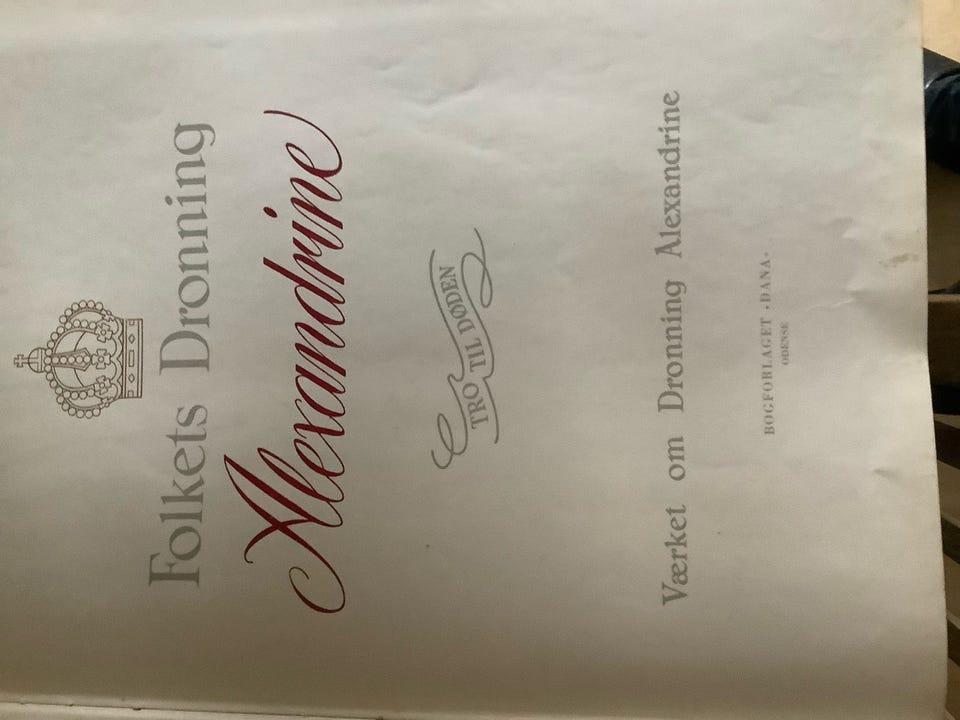 Folkets Dronning
Alexandrine
TRO TIL DØDEN
Værket om Dronning Alexandrine
BOGFORLAGET »DANA«
ODENSE